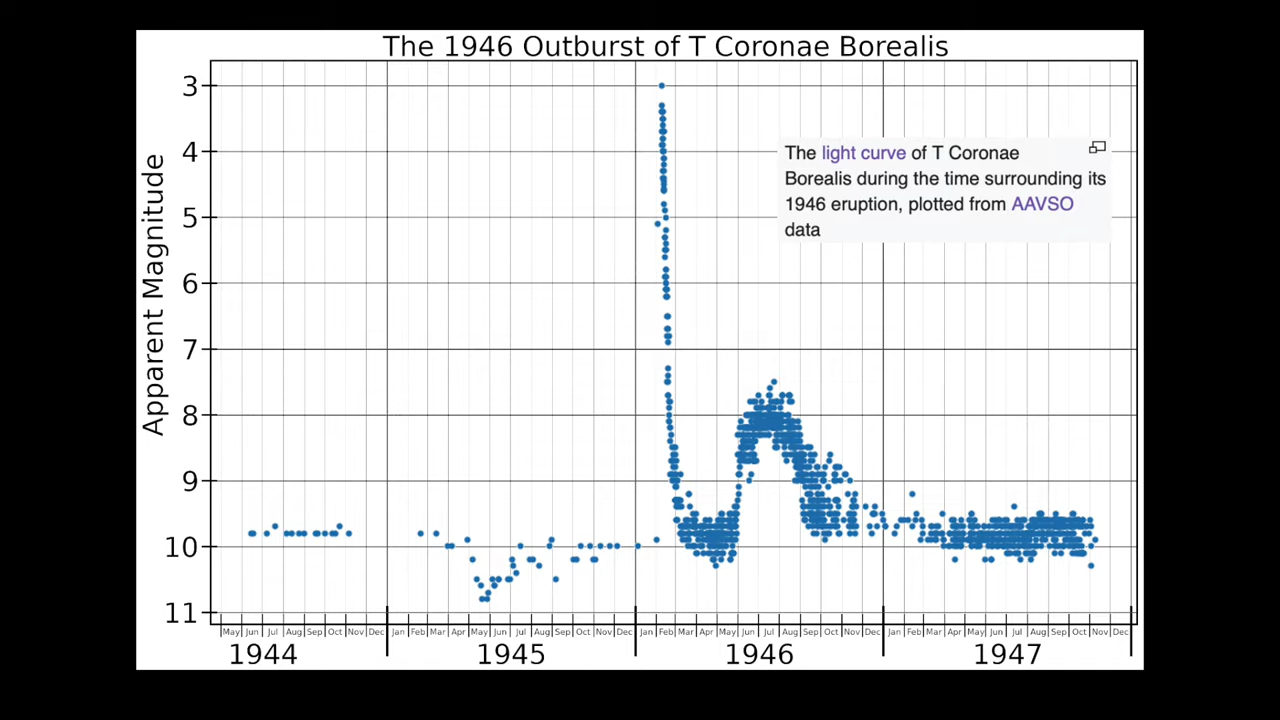 The 1946 Outburst of T Coronae Borealis
Apparent Magnitude
3
4
5
6
7
8
9
10
11
The light curve of T Coronae
Borealis during the time surrounding its
1946 eruption, plotted from AAVSO
data
May Jun Jul Aug Sep Oct Nov Dec Jan Feb Mar Apr May Jun Jul Aug Sep Oct Nov Dec Jan Feb Mar Apr May Jun Jul Aug Sep Oct Nov Dec Jan Feb Mar Apr May Jun Jul Aug Sep Oct Nov Dec
1944 1945 1946 1947